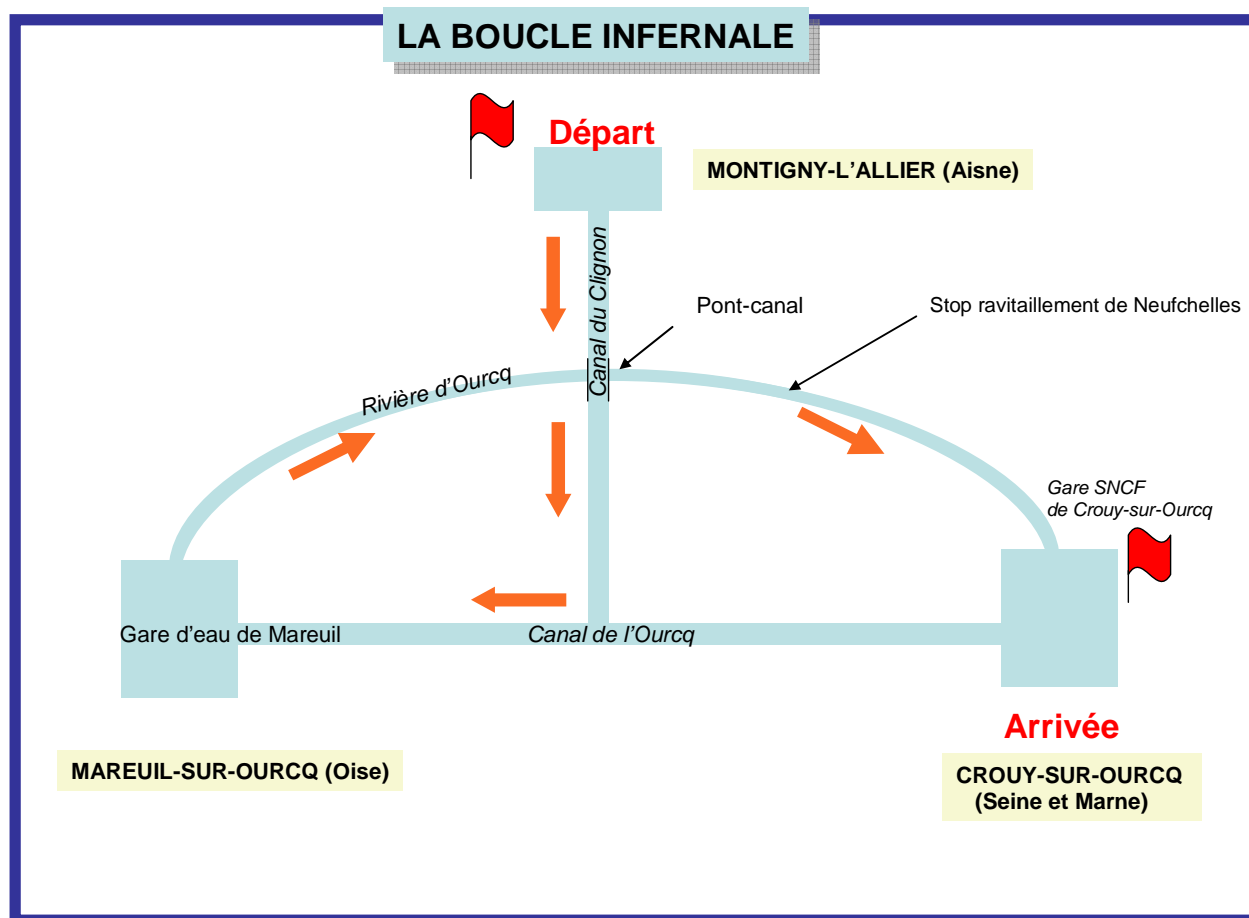 LA BOUCLE INFERNALE
Départ
MONTIGNY-L'ALLIER (Aisne)
Canal du Clignon
Pont-canal
Stop ravitaillement de Neufchelles
Rivière d'Ourcq
Gare SNCF
de Crouy-sur-Ourcq
Gare d'eau de Mareuil
Canal de l'Ourcq
Arrivée
MAREUIL-SUR-OURCQ (Oise)
CROUY-SUR-OURCQ
(Seine et Marne)